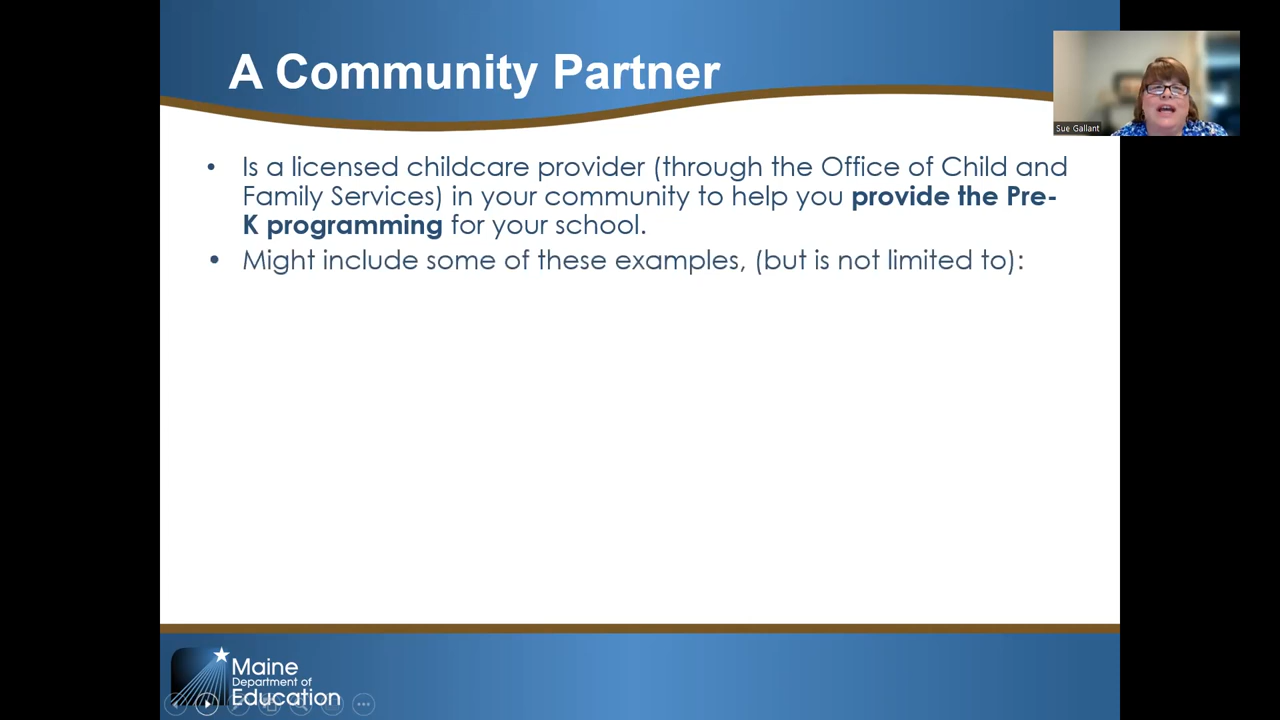 A Community Partner
Sue Gallant
• Is a licensed childcare provider (through the Office of Child and
Family Services) in your community to help you provide the Pre-
K programming for your school.
• Might include some of these examples, (but is not limited to):
Maine
Department of
Education